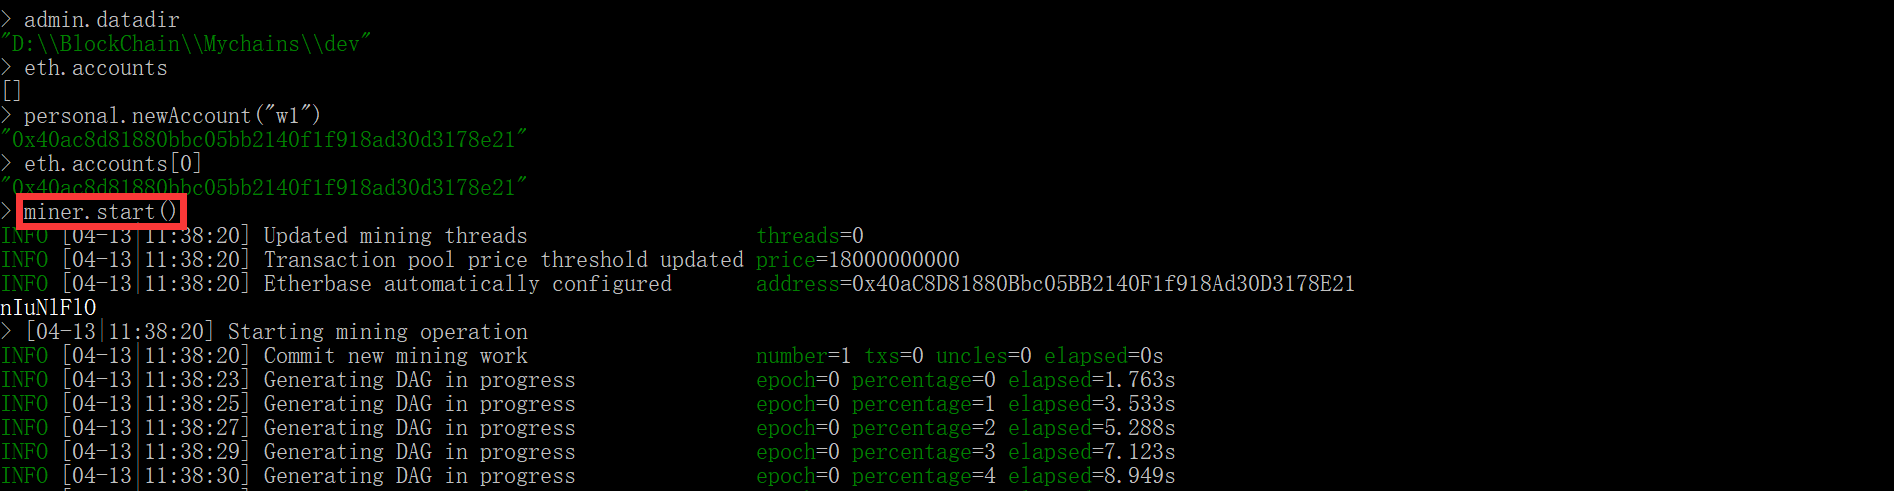 > admin.datadir
"D:\\BlockChain\\Mychains\\dev"
> eth.accounts
[]
> personal.newAccount("w1")
"0x40ac8d81880bbc05bb2140f1f918ad30d3178e21"
> eth.accounts[0]
"0x40ac8d81880bbc05bb2140f1f918ad30d3178e21"
> miner.start()
INFO [04-13|11:38:20] Updated mining threads threads=0
INFO [04-13|11:38:20] Transaction pool price threshold updated price=18000000000
INFO [04-13|11:38:20] Etherbase automatically configured address=0x40aC8D81880Bbc05BB2140F1f918Ad30D3178E21
nIuNlFlO
> [04-13|11:38:20] Starting mining operation
INFO [04-13|11:38:20] Commit new mining work number=1 txs=0 uncles=0 elapsed=0s
INFO [04-13|11:38:23] Generating DAG in progress epoch=0 percentage=0 elapsed=1.763s
INFO [04-13|11:38:25] Generating DAG in progress epoch=0 percentage=1 elapsed=3.533s
INFO [04-13|11:38:27] Generating DAG in progress epoch=0 percentage=2 elapsed=5.288s
INFO [04-13|11:38:29] Generating DAG in progress epoch=0 percentage=3 elapsed=7.123s
INFO [04-13|11:38:30] Generating DAG in progress epoch=0 percentage=4 elapsed=8.949s